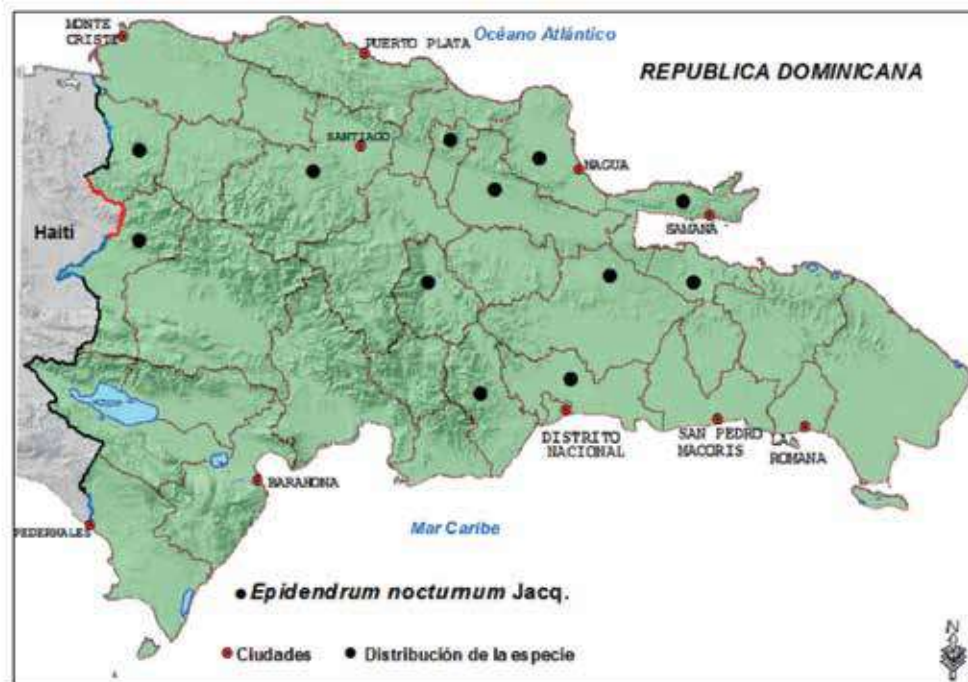 MONTE
CRISTI
PUERTO PLATA
Océano Atlántico
REPUBLICA DOMINICANA
SANTIAGO
NAGUA
SAMANA
Haití
DISTRITO
NACIONAL
SAN PEDRO
MACORIS
LA
ROMANA
BARAHONA
PEDERNALES
Mar Caribe
Epidendrum nocturnum Jacq.
Ciudades
Distribución de la especie
N